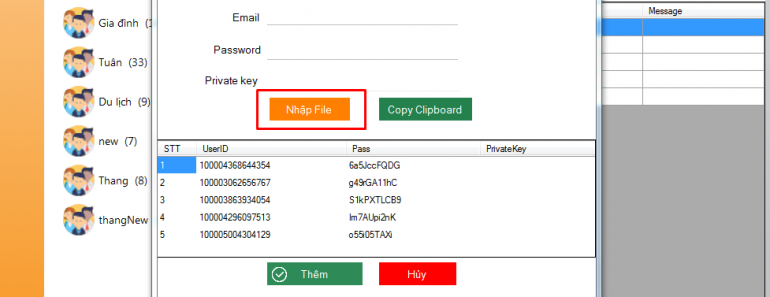 Gia đình (1
Tuân (33)
Du lịch (9)
new (7)
Thang (8)
thangNew
Email
Password
Private key
Nhập File
Copy Clipboard
STT UserID Pass PrivateKey
1 100004368644354 6a5JccFQDG
2 100003062656767 g49rGA11hC
3 100003863934054 S1kPXTLCB9
4 100004296097513 Im7AUpi2nK
5 100005004304129 o55i05TAXi
Thêm
Hủy
Message